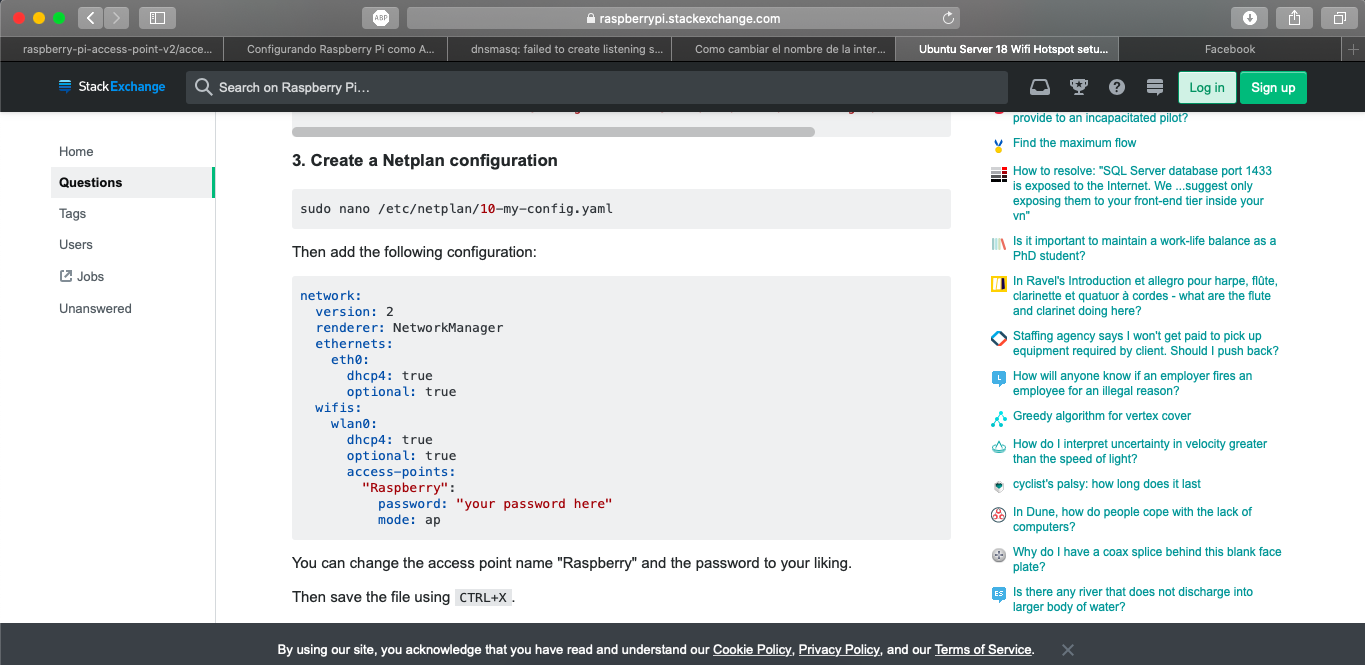 ABP
raspberrypi.stackexchange.com
raspberry-pi-access-point-v2/acce...
Configurando Raspberry Pi como A...
dnsmasq: failed to create listening s...
Como cambiar el nombre de la inter...
Ubuntu Server 18 Wifi Hotspot setu...
Facebook
StackExchange
Search on Raspberry Pi…
Log in
Sign up
Home
Questions
Tags
Users
Jobs
Unanswered
3. Create a Netplan configuration
sudo nano /etc/netplan/10-my-config.yaml
Then add the following configuration:
network:
  version: 2
  renderer: NetworkManager
  ethernets:
    eth0:
      dhcp4: true
      optional: true
  wifis:
    wlan0:
      dhcp4: true
      optional: true
      access-points:
        "Raspberry":
          password: "your password here"
          mode: ap
You can change the access point name "Raspberry" and the password to your liking.
Then save the file using CTRL+X .
provide to an incapacitated pilot?
Find the maximum flow
How to resolve: "SQL Server database port 1433
is exposed to the Internet. We ...suggest only
exposing them to your front-end tier inside your
vn"
Is it important to maintain a work-life balance as a
PhD student?
In Ravel's Introduction et allegro pour harpe, flûte,
clarinette et quatuor à cordes - what are the flute
and clarinet doing here?
Staffing agency says I won't get paid to pick up
equipment required by client. Should I push back?
How will anyone know if an employer fires an
employee for an illegal reason?
Greedy algorithm for vertex cover
How do I interpret uncertainty in velocity greater
than the speed of light?
cyclist's palsy: how long does it last
In Dune, how do people cope with the lack of
computers?
Why do I have a coax splice behind this blank face
plate?
ES
Is there any river that does not discharge into
larger body of water?
By using our site, you acknowledge that you have read and understand our Cookie Policy, Privacy Policy, and our Terms of Service.